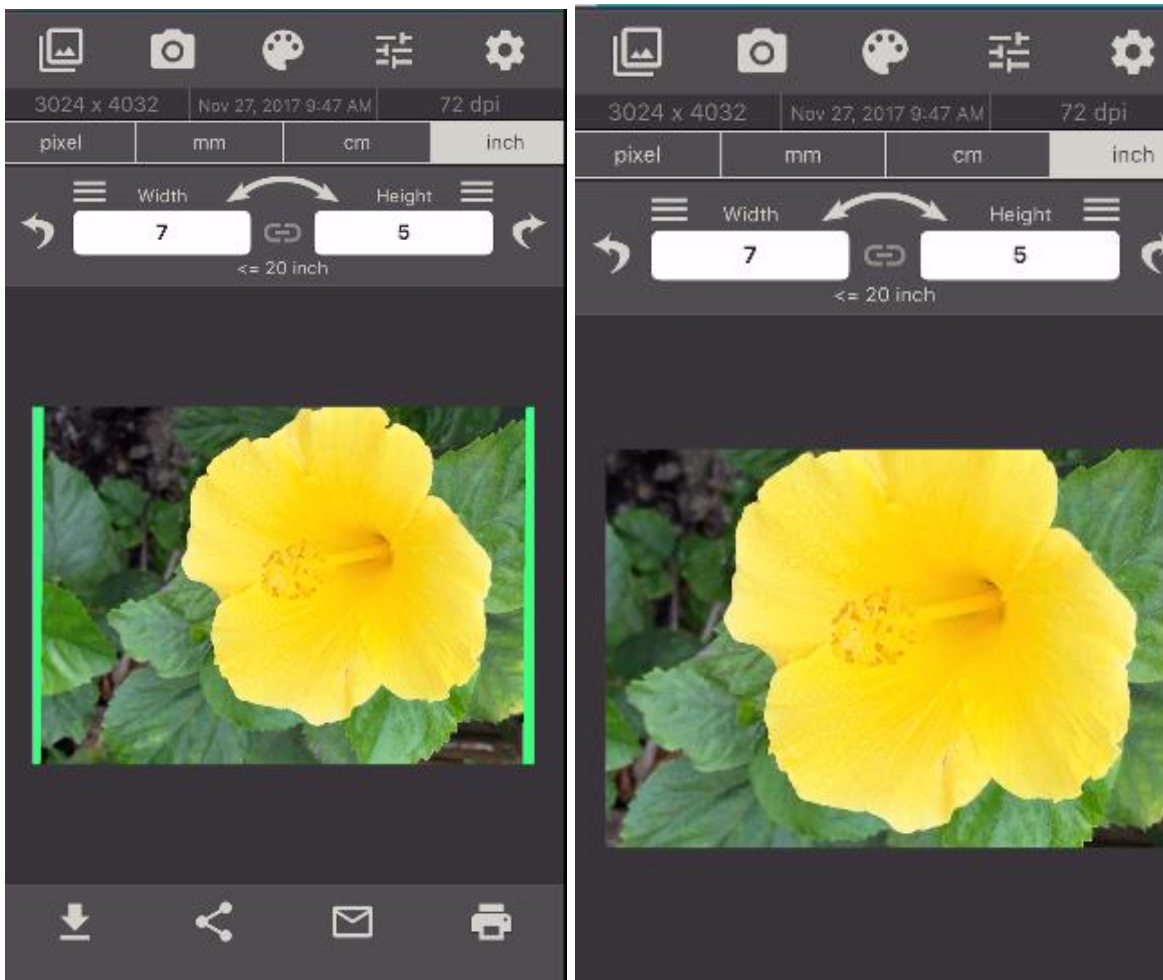 3024 x 4032 Nov 27, 2017 9:47 AM 72 dpi
pixel mm cm inch
Width Height
7 5
<= 20 inch
3024 x 4032 Nov 27, 2017 9:47 AM 72 dpi
pixel mm cm inch
Width Height
7 5
<= 20 inch